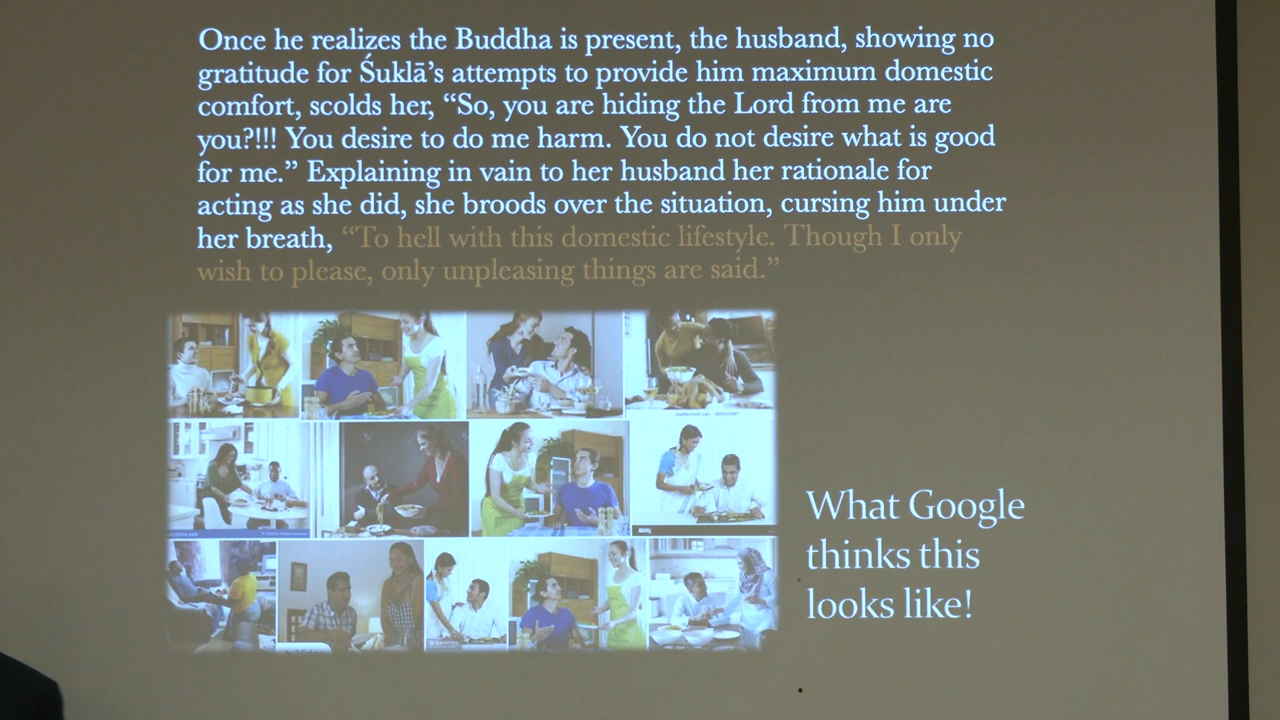 Once he realizes the Buddha is present, the husband, showing no
gratitude for Śuklā’s attempts to provide him maximum domestic
comfort, scolds her, “So, you are hiding the Lord from me are
you?!!! You desire to do me harm. You do not desire what is good
for me.” Explaining in vain to her husband her rationale for
acting as she did, she broods over the situation, cursing him under
her breath, “To hell with this domestic lifestyle. Though I only
wish to please, only unpleasing things are said.”
What Google
thinks this
looks like!